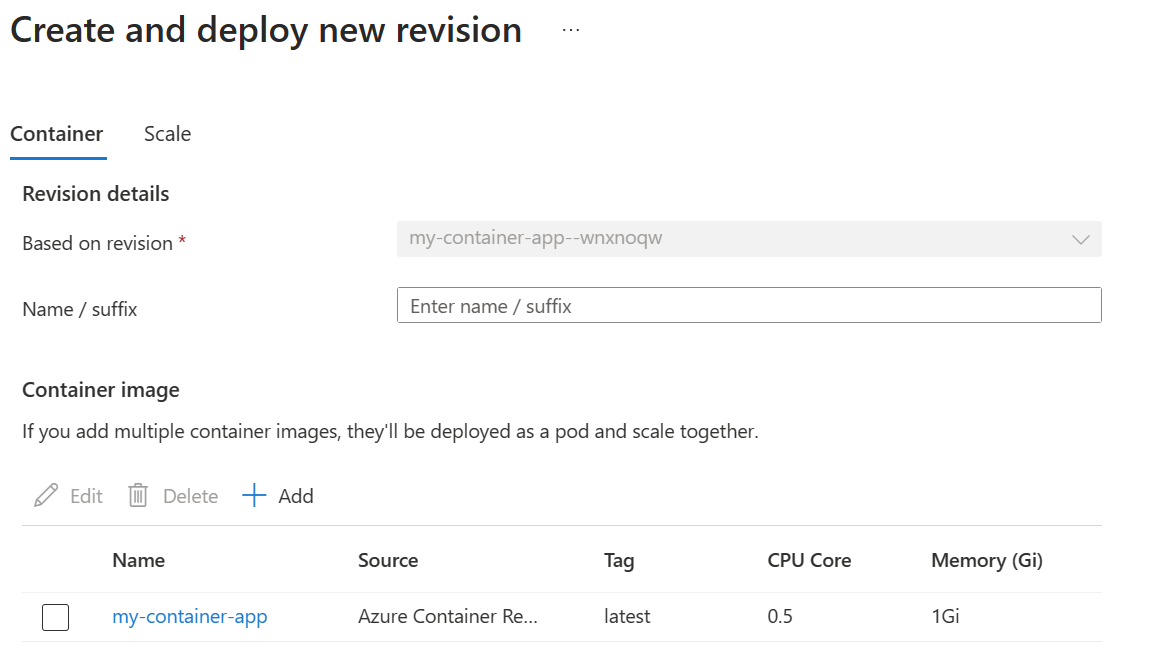 Create and deploy new revision ...
Container Scale
Revision details
Based on revision * my-container-app--wnxnoqw
Name / suffix Enter name / suffix
Container image
If you add multiple container images, they'll be deployed as a pod and scale together.
Edit Delete Add
Name Source Tag CPU Core Memory (Gi)
my-container-app Azure Container Re... latest 0.5 1Gi